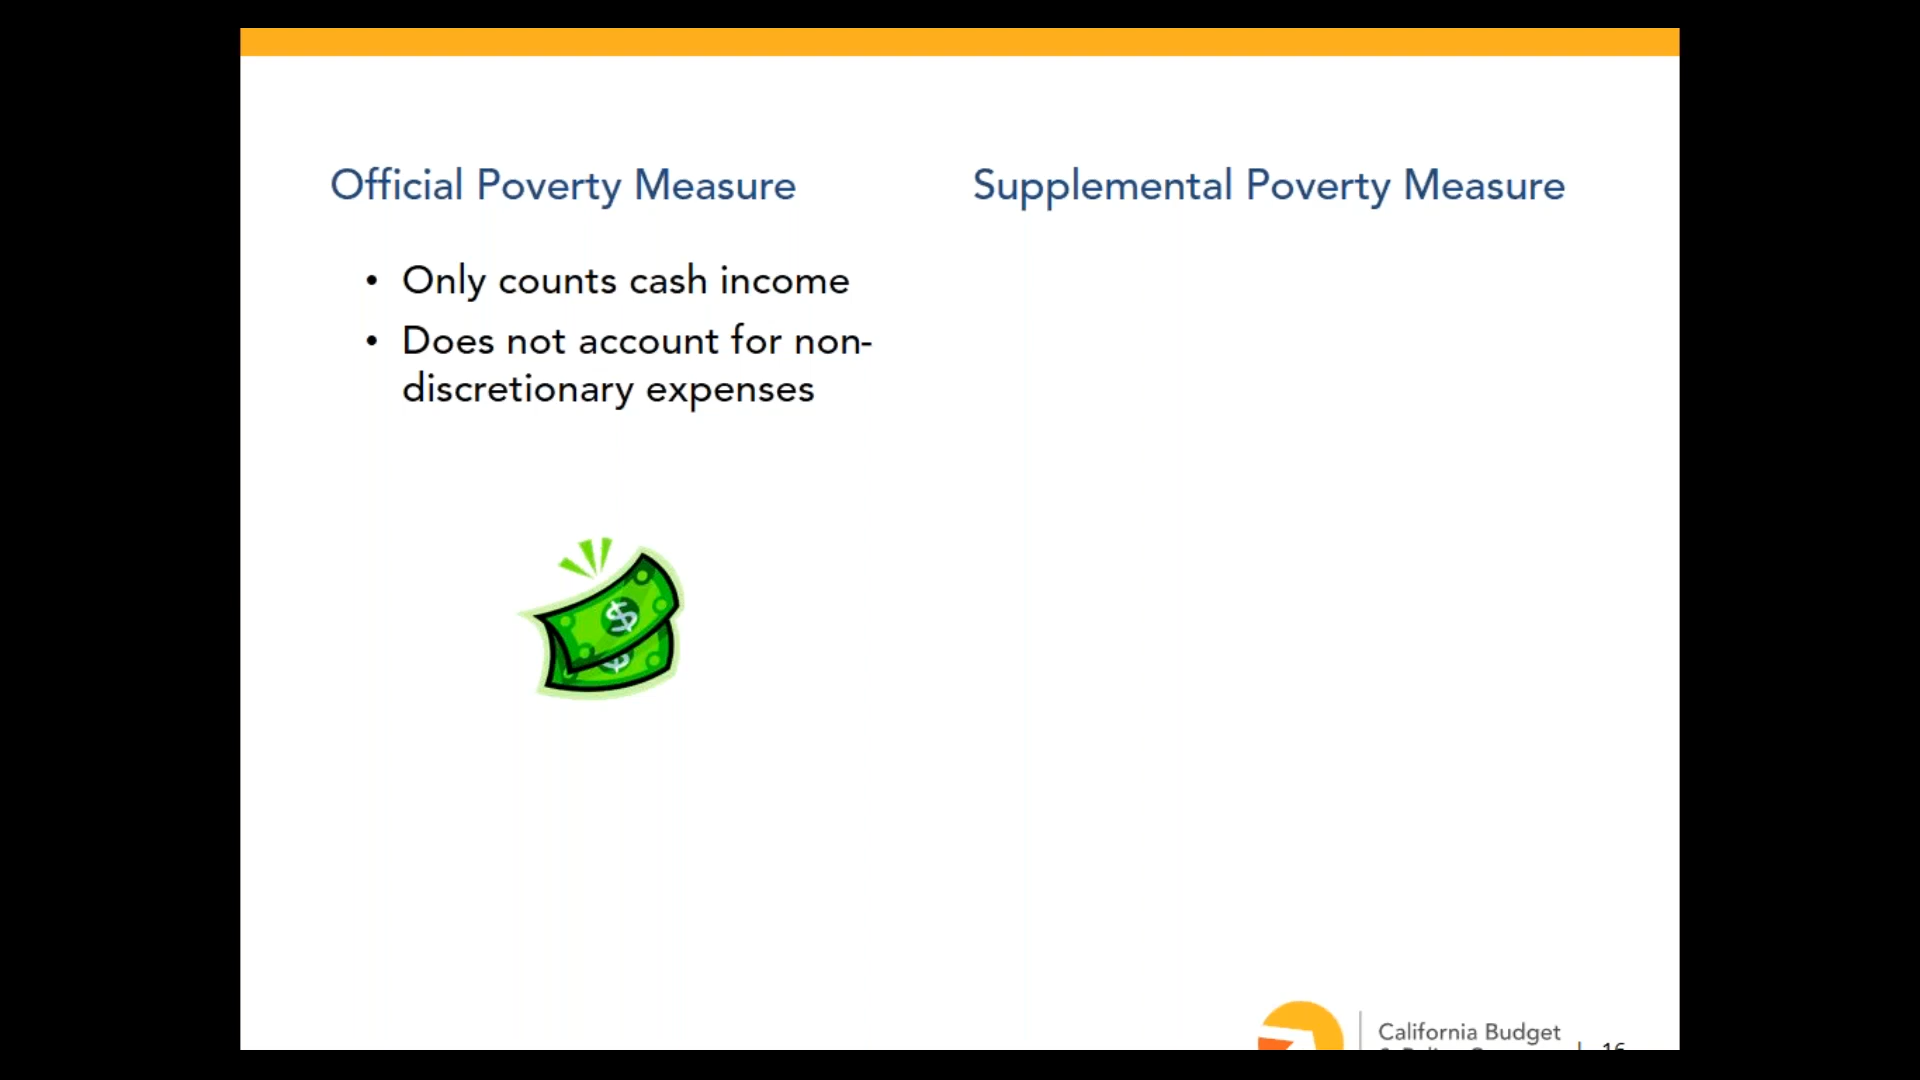 Official Poverty Measure
• Only counts cash income
• Does not account for non-
discretionary expenses
$
$
Supplemental Poverty Measure
California Budget